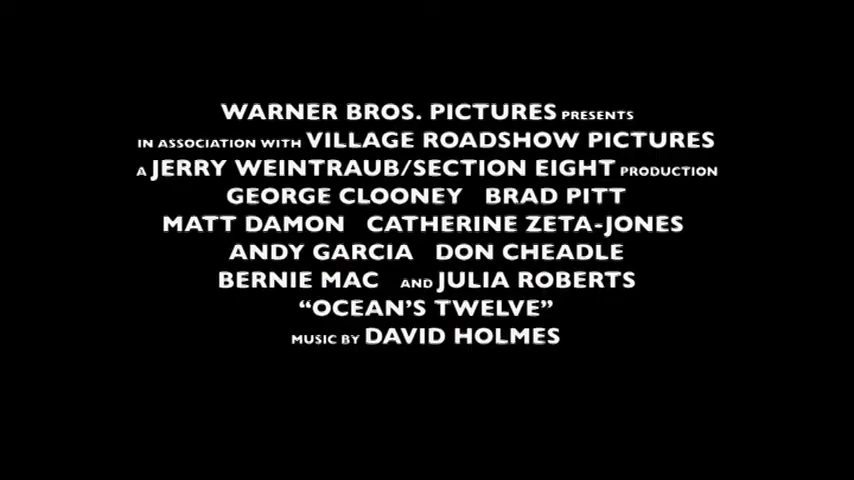 WARNER BROS. PICTURES PRESENTS
IN ASSOCIATION WITH VILLAGE ROADSHOW PICTURES
A JERRY WEINTRAUB/SECTION EIGHT PRODUCTION
GEORGE CLOONEY BRAD PITT
MATT DAMON CATHERINE ZETA-JONES
ANDY GARCIA DON CHEADLE
BERNIE MAC AND JULIA ROBERTS
“OCEAN’S TWELVE”
MUSIC BY DAVID HOLMES